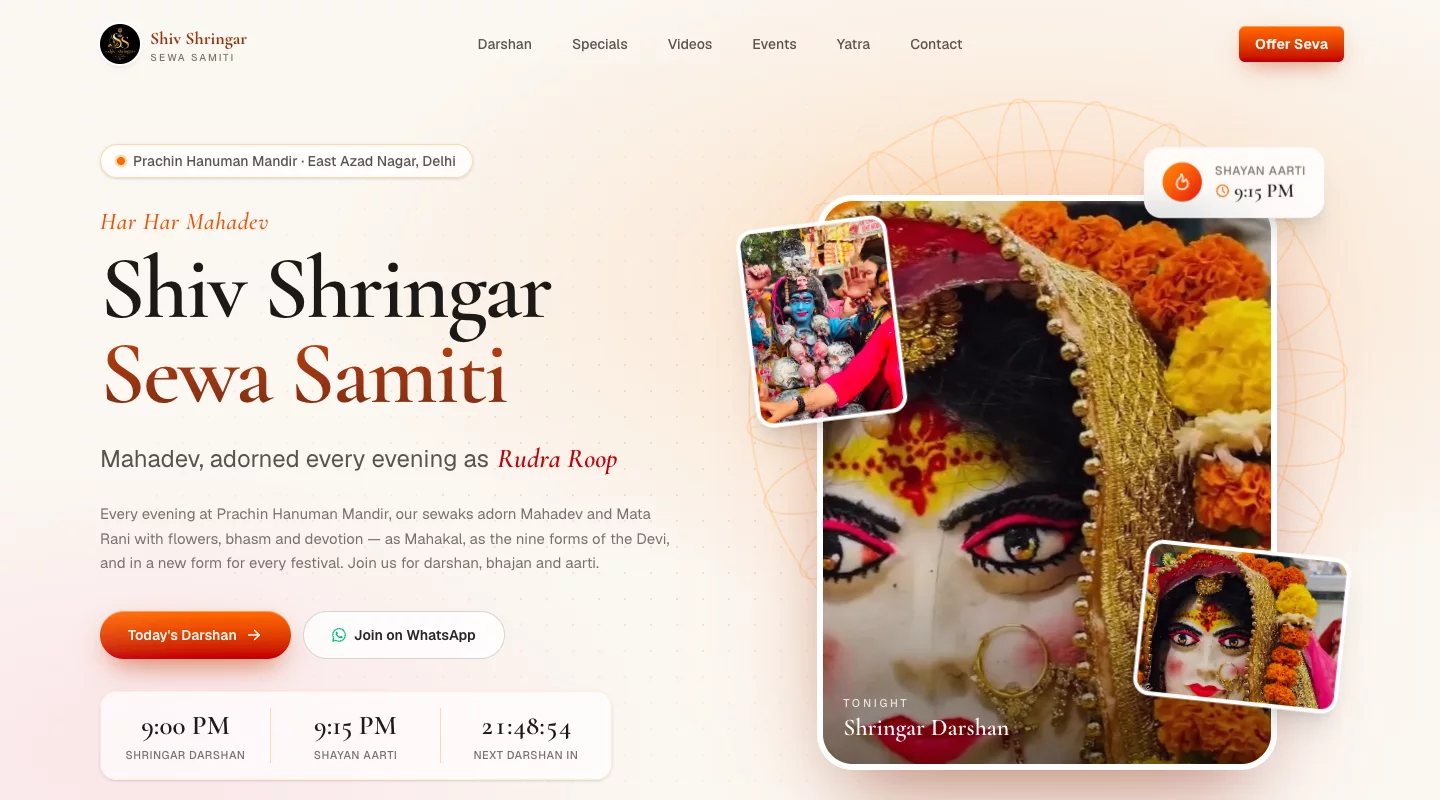 Shiv Shringar
SEWA SAMITI
Darshan
Specials
Videos
Events
Yatra
Contact
Offer Seva
Prachin Hanuman Mandir · East Azad Nagar, Delhi
Har Har Mahadev
Shiv Shringar
Sewa Samiti
Mahadev, adorned every evening as Rudra Roop
Every evening at Prachin Hanuman Mandir, our sewaks adorn Mahadev and Mata
Rani with flowers, bhasm and devotion — as Mahakal, as the nine forms of the Devi,
and in a new form for every festival. Join us for darshan, bhajan and aarti.
Today's Darshan
Join on WhatsApp
9:00 PM
SHRINGAR DARSHAN
9:15 PM
SHAYAN AARTI
21:48:54
NEXT DARSHAN IN
SHAYAN AARTI
9:15 PM
TONIGHT
Shringar Darshan